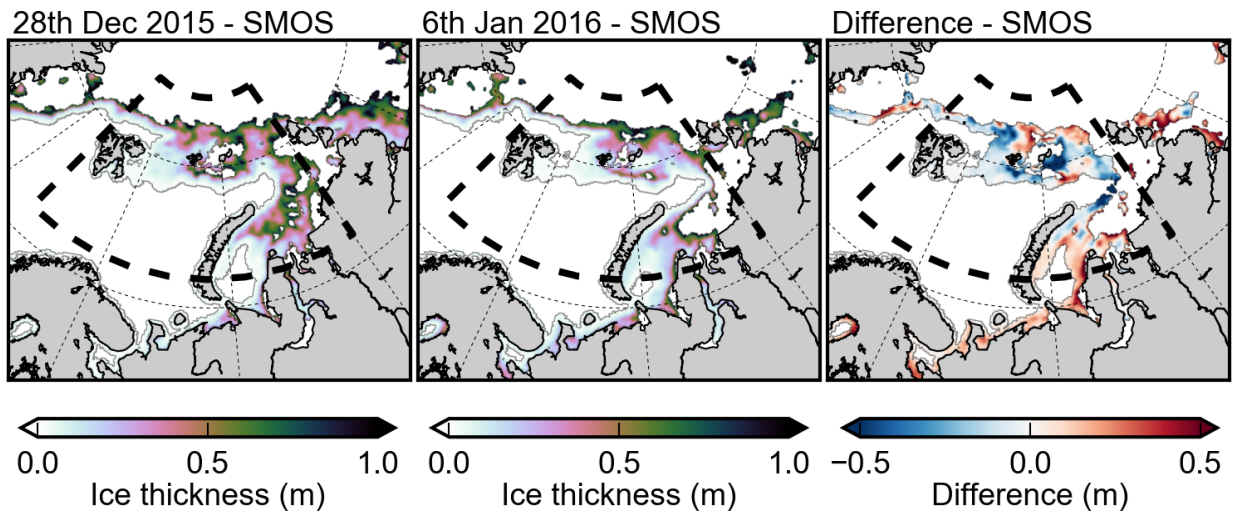 28th Dec 2015 - SMOS
6th Jan 2016 - SMOS
Difference - SMOS
0.0 0.5 1.0
Ice thickness (m)
0.0 0.5 1.0
Ice thickness (m)
−0.5 0.0 0.5
Difference (m)